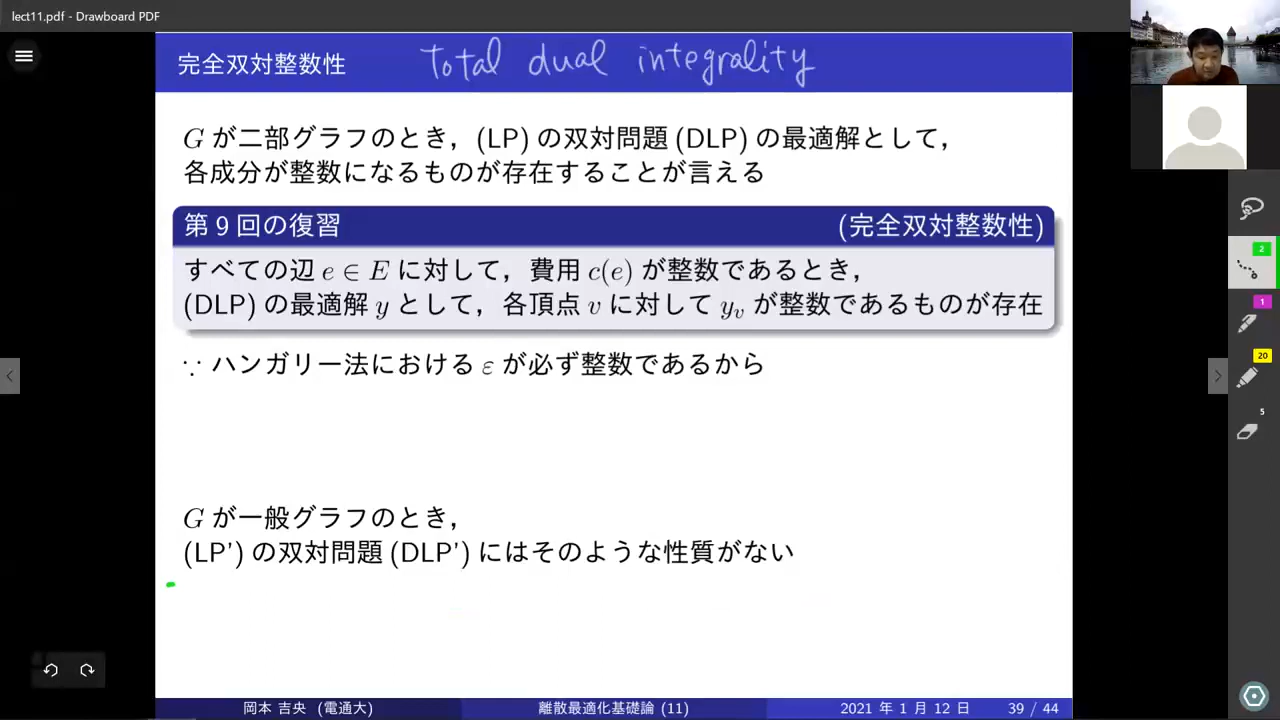 lect11.pdf - Drawboard PDF
完全双対整数性 Total dual integrality
G が二部グラフのとき，(LP) の双対問題 (DLP) の最適解として，
各成分が整数になるものが存在することが言える
第 9 回の復習 (完全双対整数性)
すべての辺 e ∈ E に対して，費用 c(e) が整数であるとき，
(DLP) の最適解 y として，各頂点 v に対して y_v が整数であるものが存在
∵ ハンガリー法における ε が必ず整数であるから
G が一般グラフのとき，
(LP') の双対問題 (DLP') にはそのような性質がない
岡本 吉央 (電通大) 離散最適化基礎論 (11) 2021 年 1 月 12 日 39 / 44
2
1
20
5